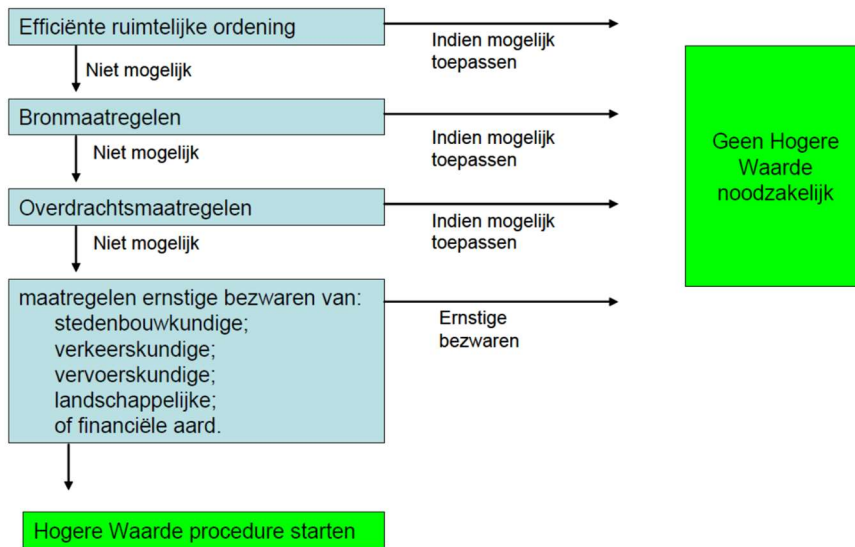 Efficiënte ruimtelijke ordening
Indien mogelijk
toepassen
Niet mogelijk
Bronmaatregelen
Indien mogelijk
toepassen
Niet mogelijk
Geen Hogere
Waarde
noodzakelijk
Overdrachtsmaatregelen
Indien mogelijk
toepassen
Niet mogelijk
maatregelen ernstige bezwaren van:
stedenbouwkundige;
verkeerskundige;
vervoerskundige;
landschappelijke;
of financiële aard.
Ernstige
bezwaren
Hogere Waarde procedure starten